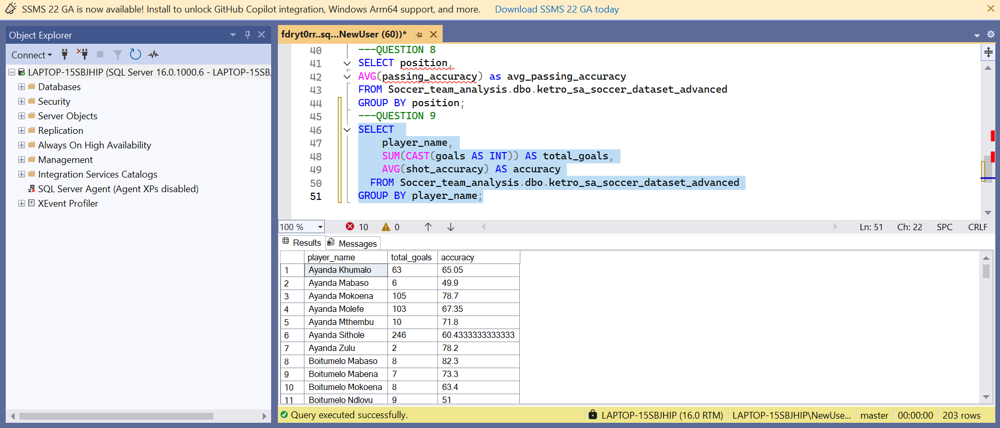 SSMS 22 GA is now available! Install to unlock GitHub Copilot integration, Windows Arm64 support, and more. Download SSMS 22 GA today
Object Explorer
Connect
LAPTOP-15SBJHIP (SQL Server 16.0.1000.6 - LAPTOP-15SB
Databases
Security
Server Objects
Replication
Always On High Availability
Management
Integration Services Catalogs
SQL Server Agent (Agent XPs disabled)
XEvent Profiler
fdryt0rr..sq...NewUser (60))*
40 ---QUESTION 8
41 SELECT position,
42 AVG(passing_accuracy) as avg_passing_accuracy
43 FROM Soccer_team_analysis.dbo.ketro_sa_soccer_dataset_advanced
44 GROUP BY position;
45 ---QUESTION 9
46 SELECT
47 player_name,
48 SUM(CAST(goals AS INT)) AS total_goals,
49 AVG(shot_accuracy) AS accuracy
50 FROM Soccer_team_analysis.dbo.ketro_sa_soccer_dataset_advanced
51 GROUP BY player_name;
100 % 10 0 Ln: 51 Ch: 22 SPC CRLF
Results Messages
player_name total_goals accuracy
1 Ayanda Khumalo 63 65.05
2 Ayanda Mabaso 6 49.9
3 Ayanda Mokoena 105 78.7
4 Ayanda Molefe 103 67.35
5 Ayanda Mthembu 10 71.8
6 Ayanda Sithole 246 60.4333333333333
7 Ayanda Zulu 2 78.2
8 Boitumelo Mabaso 8 82.3
9 Boitumelo Mabena 7 73.3
10 Boitumelo Mokoena 8 63.4
11 Boitumelo Ndlovu 9 51
Query executed successfully. LAPTOP-15SBJHIP (16.0 RTM) LAPTOP-15SBJHIP\NewUse... master 00:00:00 203 rows